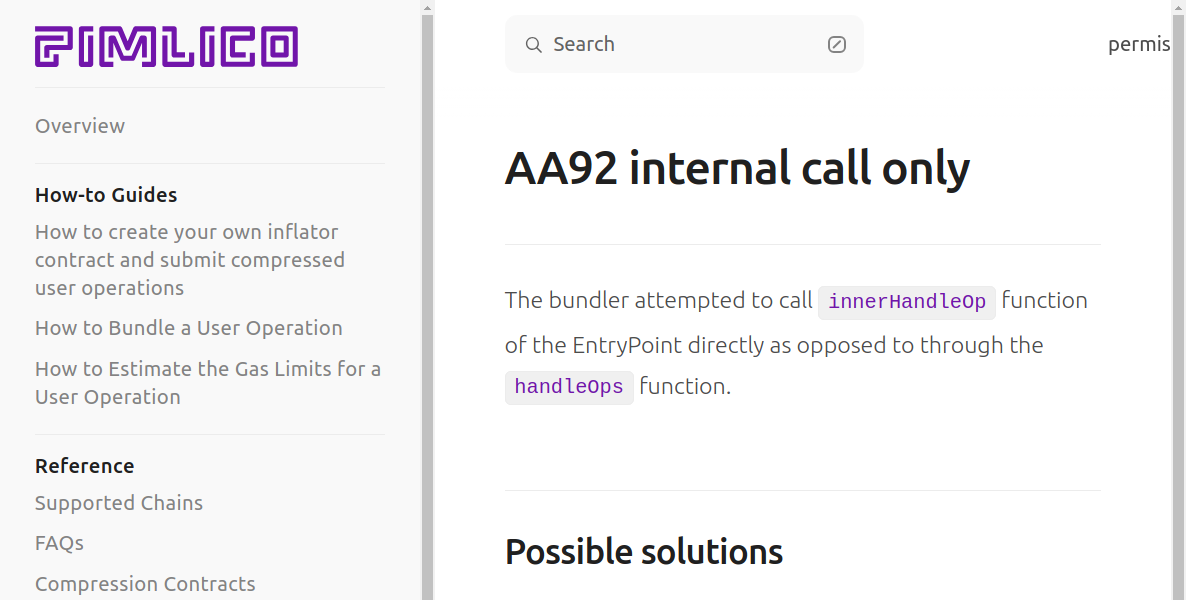 PIMLICO
Overview
How-to Guides
How to create your own inflator
contract and submit compressed
user operations
How to Bundle a User Operation
How to Estimate the Gas Limits for a
User Operation
Reference
Supported Chains
FAQs
Compression Contracts
Search
permis
AA92 internal call only
The bundler attempted to call innerHandleOp function
of the EntryPoint directly as opposed to through the
handleOps function.
Possible solutions